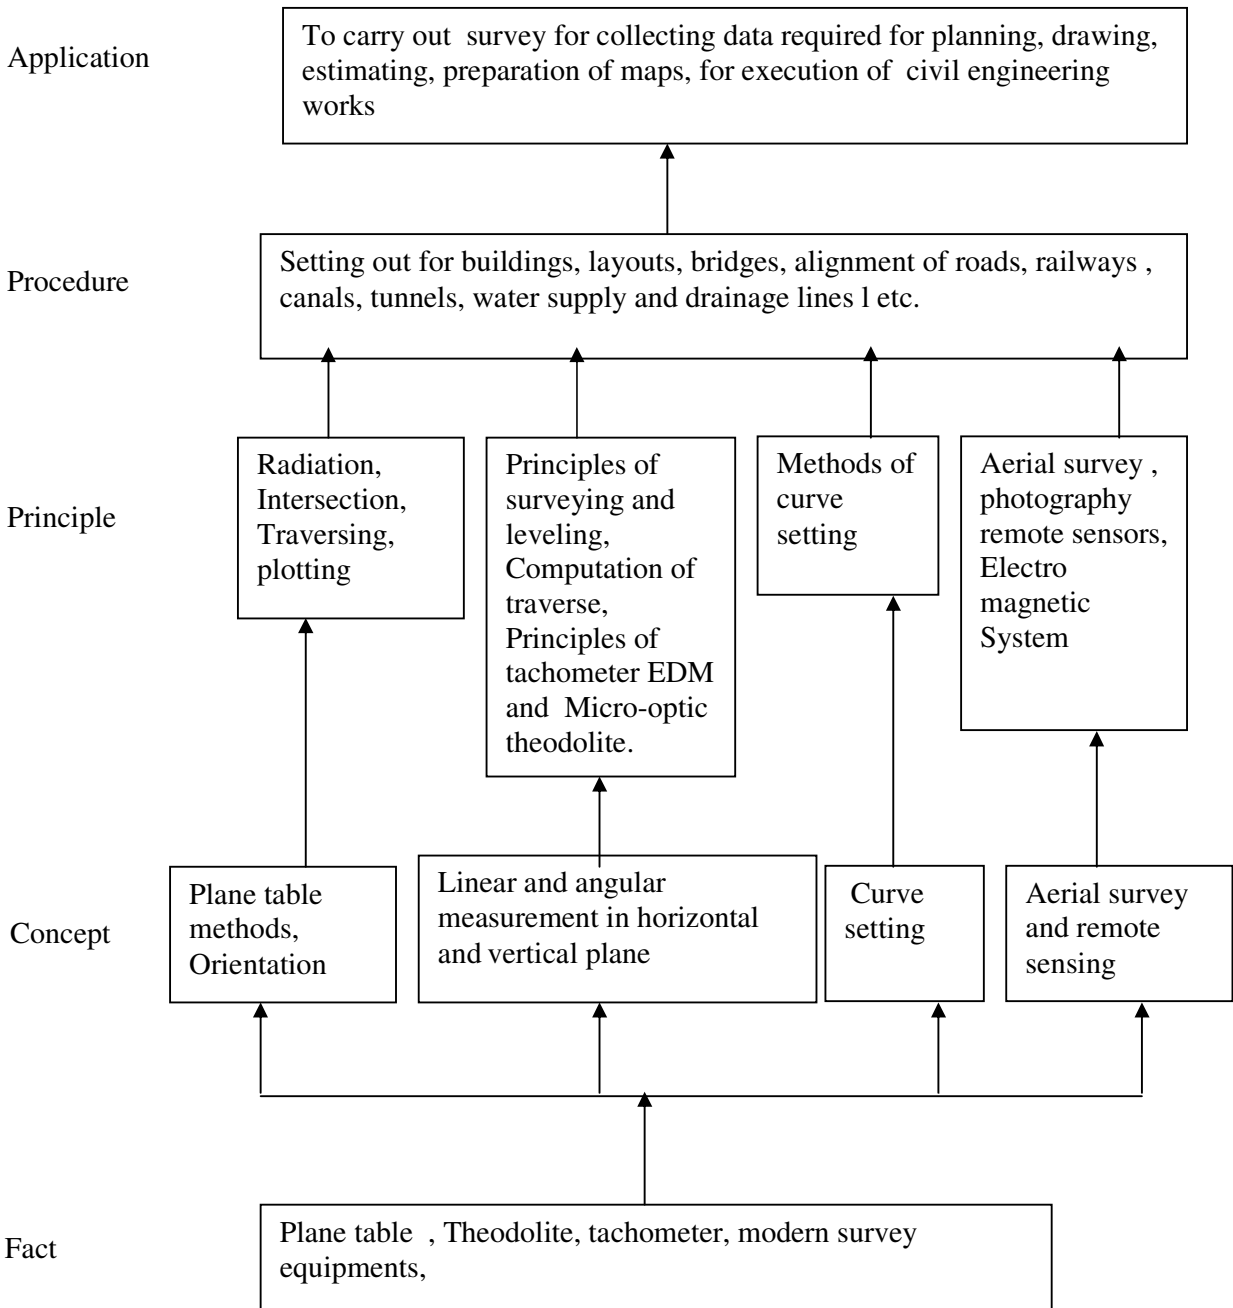 Application
To carry out  survey for collecting data required for planning, drawing,
estimating, preparation of maps, for execution of  civil engineering
works
Procedure
Setting out for buildings, layouts, bridges, alignment of roads, railways ,
canals, tunnels, water supply and drainage lines l etc.
Principle
Radiation,
Intersection,
Traversing,
plotting
Principles of
surveying and
leveling,
Computation of
traverse,
Principles of
tachometer EDM
and  Micro-optic
theodolite.
Methods of
curve
setting
Aerial survey ,
photography
remote sensors,
Electro
magnetic
System
Concept
Plane table
methods,
Orientation
Linear and angular
measurement in horizontal
and vertical plane
Curve
setting
Aerial survey
and remote
sensing
Fact
Plane table  , Theodolite, tachometer, modern survey
equipments,